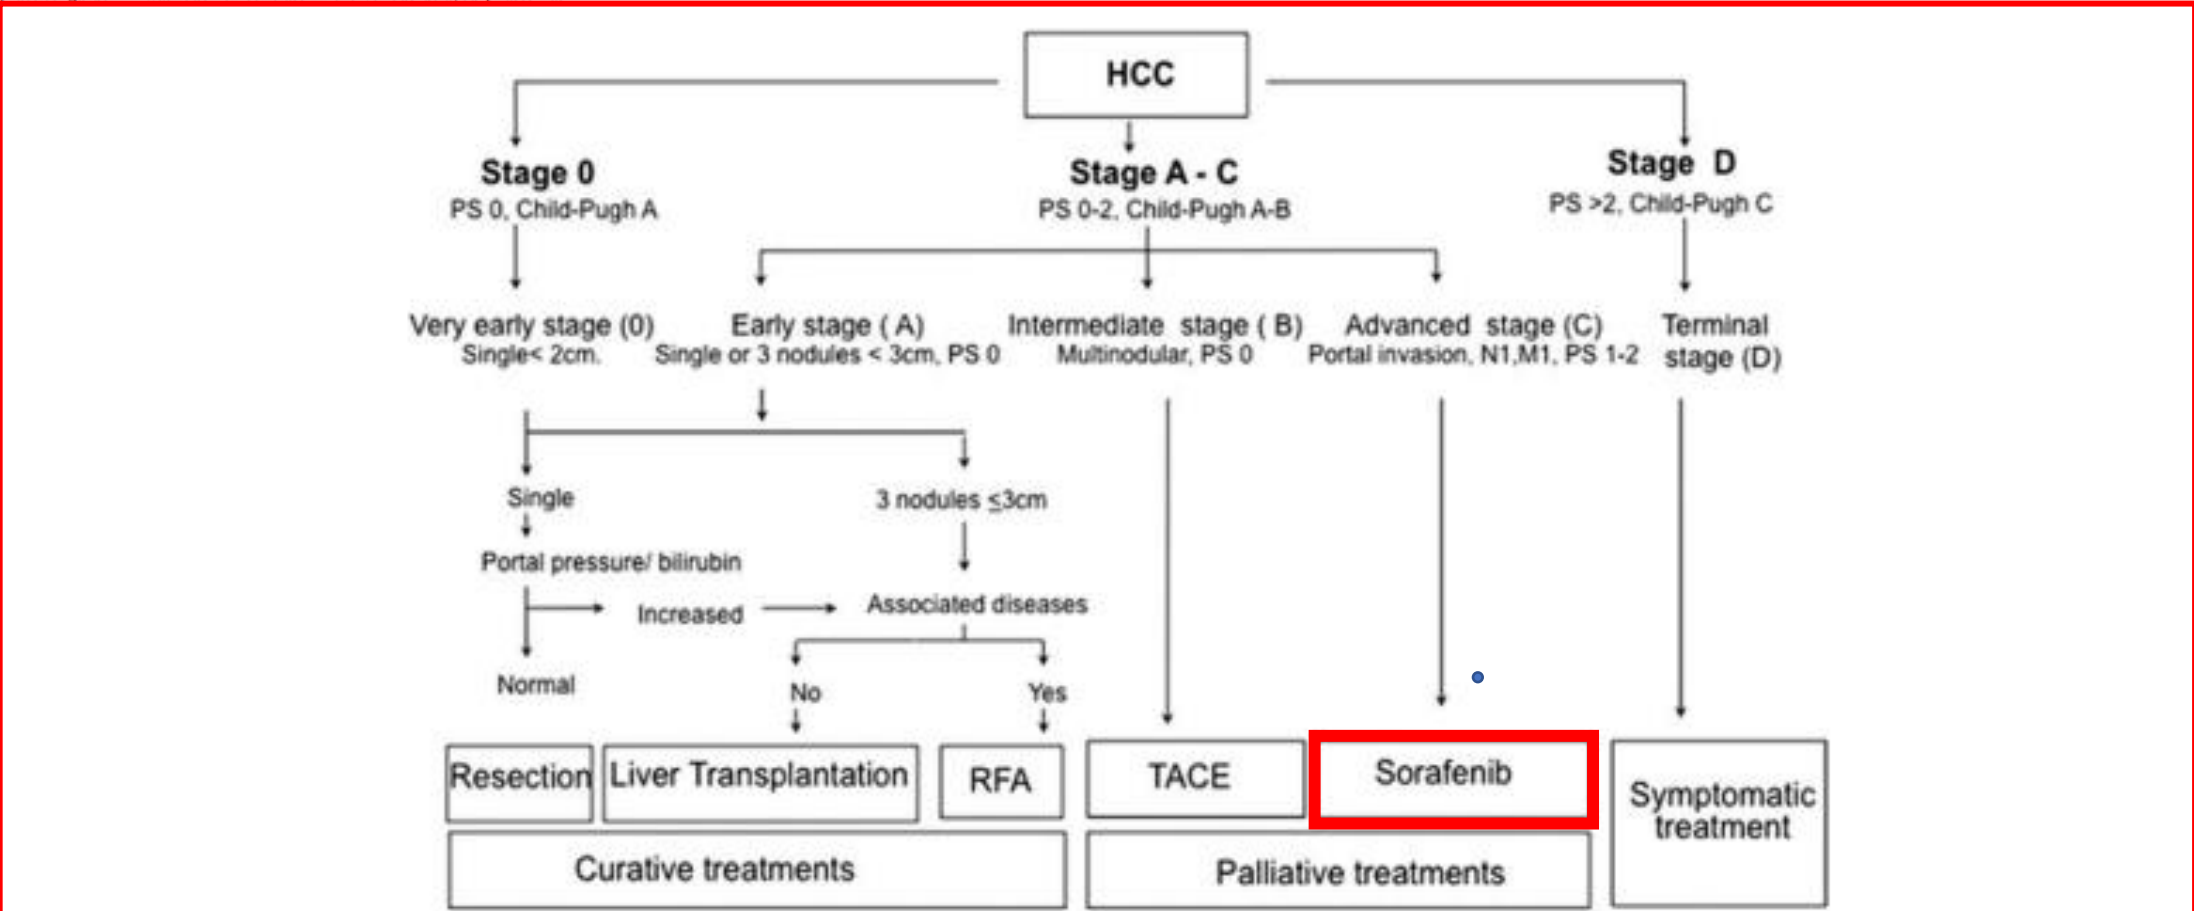 HCC
Stage 0
PS 0, Child-Pugh A
Stage A - C
PS 0-2, Child-Pugh A-B
Stage D
PS >2, Child-Pugh C
Very early stage (0)
Single< 2cm.
Early stage ( A)
Single or 3 nodules < 3cm, PS 0
Intermediate stage ( B)
Multinodular, PS 0
Advanced stage (C)
Portal invasion, N1,M1, PS 1-2
Terminal
stage (D)
Single
3 nodules ≤3cm
Portal pressure/ bilirubin
Increased
Associated diseases
Normal
No
Yes
Resection
Liver Transplantation
RFA
TACE
Sorafenib
Symptomatic
treatment
Curative treatments
Palliative treatments